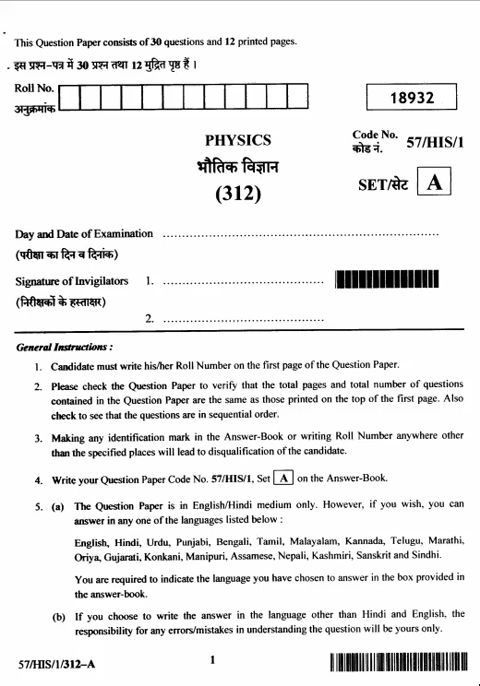 This Question Paper consists of 30 questions and 12 printed pages.
इस प्रश्न-पत्र में 30 प्रश्न तथा 12 मुद्रित पृष्ठ हैं।
Roll No.
अनुक्रमांक
18932
PHYSICS
भौतिक विज्ञान
(312)
Code No. 57/HIS/1
कोड नं.
SET/सेट A
Day and Date of Examination
(परीक्षा का दिन व दिनांक)
Signature of Invigilators 1.
(निरीक्षकों के हस्ताक्षर)
2.
General Instructions :
1. Candidate must write his/her Roll Number on the first page of the Question Paper.
2. Please check the Question Paper to verify that the total pages and total number of questions
contained in the Question Paper are the same as those printed on the top of the first page. Also
check to see that the questions are in sequential order.
3. Making any identification mark in the Answer-Book or writing Roll Number anywhere other
than the specified places will lead to disqualification of the candidate.
4. Write your Question Paper Code No. 57/HIS/1, Set A on the Answer-Book.
5. (a) The Question Paper is in English/Hindi medium only. However, if you wish, you can
answer in any one of the languages listed below :
English, Hindi, Urdu, Punjabi, Bengali, Tamil, Malayalam, Kannada, Telugu, Marathi,
Oriya, Gujarati, Konkani, Manipuri, Assamese, Nepali, Kashmiri, Sanskrit and Sindhi.
You are required to indicate the language you have chosen to answer in the box provided in
the answer-book.
(b) If you choose to write the answer in the language other than Hindi and English, the
responsibility for any errors/mistakes in understanding the question will be yours only.
57/HIS/1/312-A
1